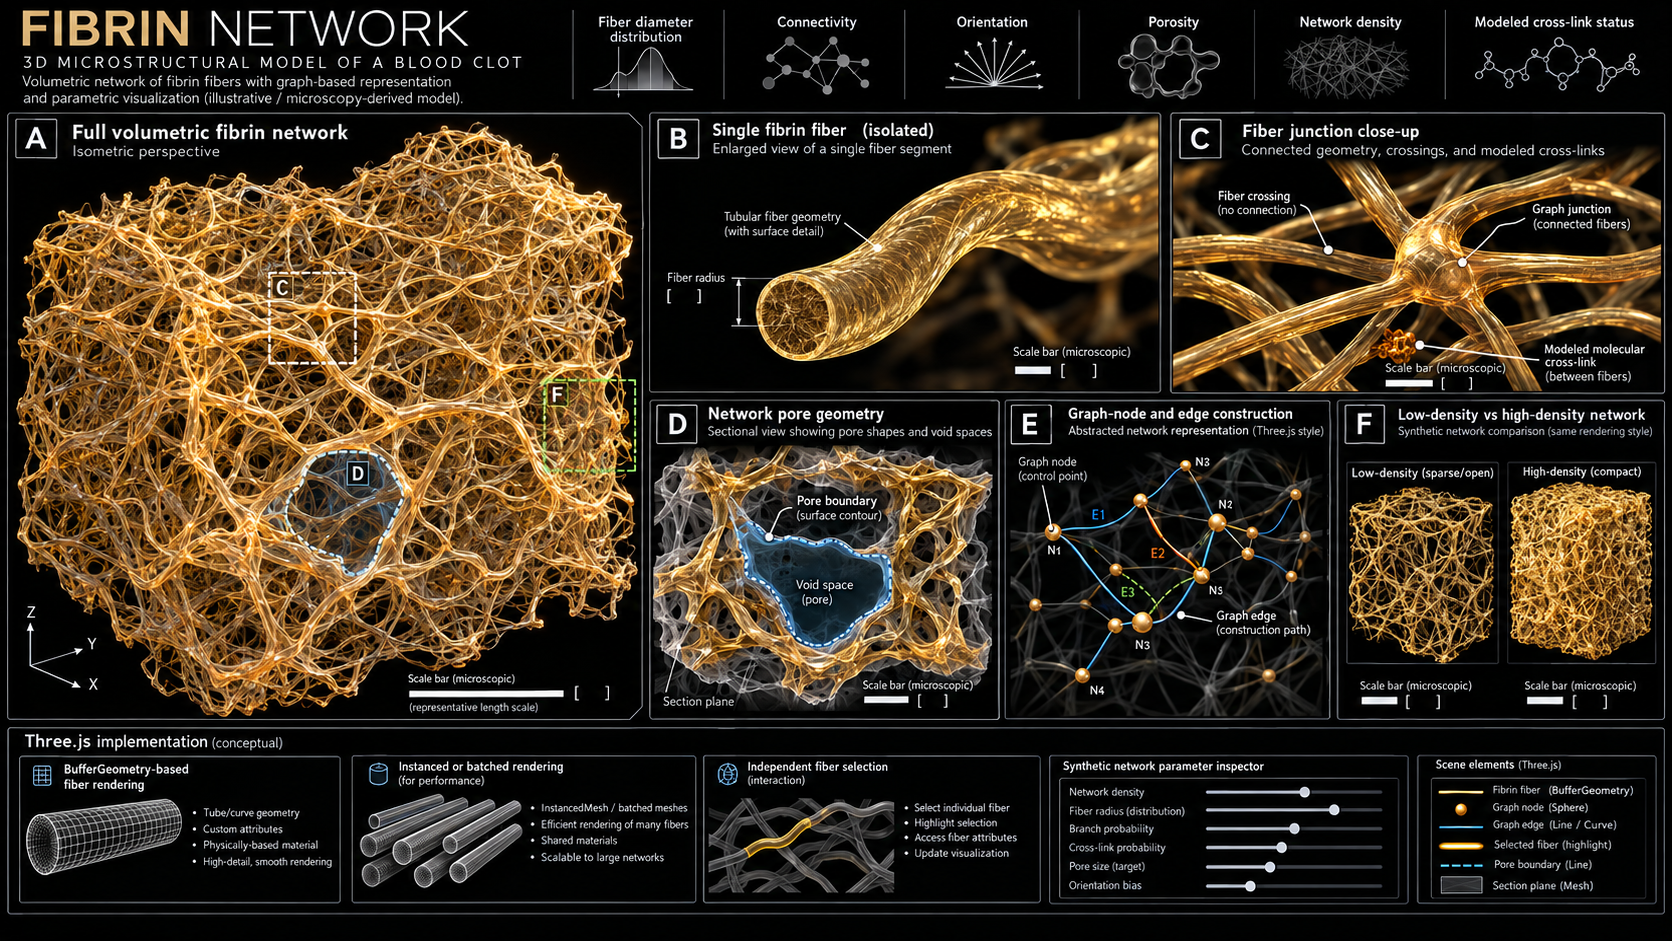 FIBRIN NETWORK
3D MICROSTRUCTURAL MODEL OF A BLOOD CLOT
Volumetric network of fibrin fibers with graph-based representation
and parametric visualization (illustrative / microscopy-derived model).
Fiber diameter
distribution
Connectivity
Orientation
Porosity
Network density
Modeled cross-link status
A
Full volumetric fibrin network
Isometric perspective
C
F
D
Z
Y
X
Scale bar (microscopic)
[ ]
(representative length scale)
B
Single fibrin fiber (isolated)
Enlarged view of a single fiber segment
Tubular fiber geometry
(with surface detail)
Fiber radius
[ ]
Scale bar (microscopic)
[ ]
C
Fiber junction close-up
Connected geometry, crossings, and modeled cross-links
Fiber crossing
(no connection)
Graph junction
(connected fibers)
Modeled molecular
cross-link
(between fibers)
Scale bar (microscopic)
[ ]
D
Network pore geometry
Sectional view showing pore shapes and void spaces
Pore boundary
(surface contour)
Void space
(pore)
Section plane
Scale bar (microscopic)
[ ]
E
Graph-node and edge construction
Abstracted network representation (Three.js style)
Graph node
(control point)
N3
N2
E1
N1
E2
E3
N5
Graph edge
(construction path)
N3
N4
F
Low-density vs high-density network
Synthetic network comparison (same rendering style)
Low-density (sparse/open)
High-density (compact)
Scale bar (microscopic)
[ ]
Scale bar (microscopic)
[ ]
Three.js implementation (conceptual)
BufferGeometry-based
fiber rendering
• Tube/curve geometry
• Custom attributes
• Physically-based material
• High-detail, smooth rendering
Instanced or batched rendering
(for performance)
• InstancedMesh / batched meshes
• Efficient rendering of many fibers
• Shared materials
• Scalable to large networks
Independent fiber selection
(interaction)
• Select individual fiber
• Highlight selection
• Access fiber attributes
• Update visualization
Synthetic network parameter inspector
Network density
Fiber radius (distribution)
Branch probability
Cross-link probability
Pore size (target)
Orientation bias
Scene elements (Three.js)
Fibrin fiber (BufferGeometry)
Graph node (Sphere)
Graph edge (Line / Curve)
Selected fiber (highlight)
Pore boundary (Line)
Section plane (Mesh)